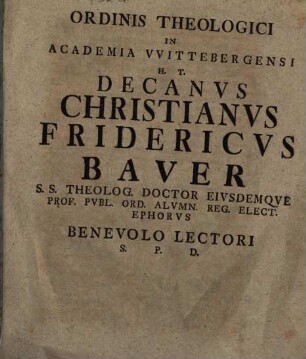 ORDINIS THEOLOGICI
IN
ACADEMIA VVITTEBERGENSI
H. T.
DECANVS
CHRISTIANVS
FRIDERICVS
BAVER
S. S. THEOLOG. DOCTOR EIVSDEMQVE
PROF. PVBL. ORD. ALVMN. REG. ELECT.
EPHORVS
BENEVOLO LECTORI
S. P. D.